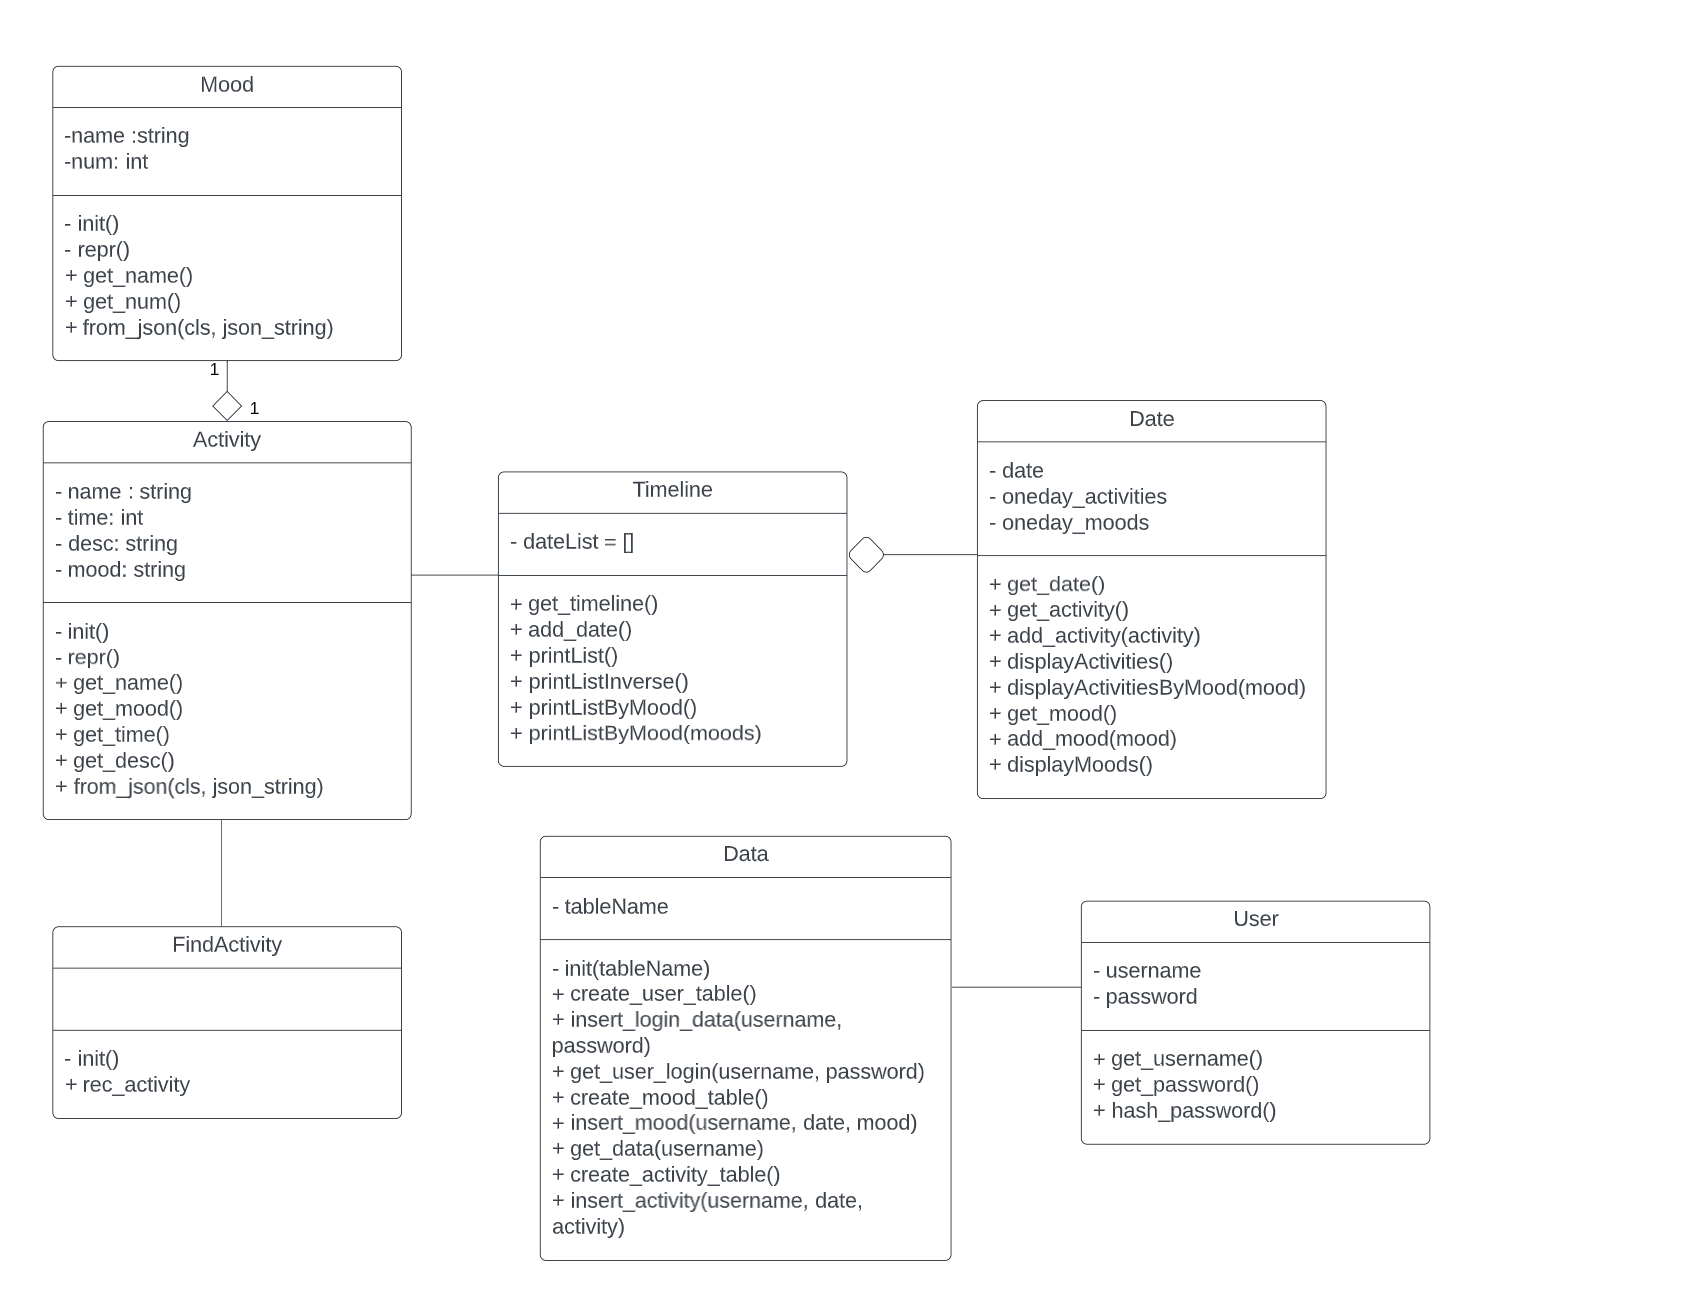 Mood
-name :string
-num: int
- init()
- repr()
+ get_name()
+ get_num()
+ from_json(cls, json_string)
1
1
Activity
- name : string
- time: int
- desc: string
- mood: string
- init()
- repr()
+ get_name()
+ get_mood()
+ get_time()
+ get_desc()
+ from_json(cls, json_string)
Timeline
- dateList = []
+ get_timeline()
+ add_date()
+ printList()
+ printListInverse()
+ printListByMood()
+ printListByMood(moods)
Date
- date
- oneday_activities
- oneday_moods
+ get_date()
+ get_activity()
+ add_activity(activity)
+ displayActivities()
+ displayActivitiesByMood(mood)
+ get_mood()
+ add_mood(mood)
+ displayMoods()
FindActivity
- init()
+ rec_activity
Data
- tableName
- init(tableName)
+ create_user_table()
+ insert_login_data(username,
password)
+ get_user_login(username, password)
+ create_mood_table()
+ insert_mood(username, date, mood)
+ get_data(username)
+ create_activity_table()
+ insert_activity(username, date,
activity)
User
- username
- password
+ get_username()
+ get_password()
+ hash_password()